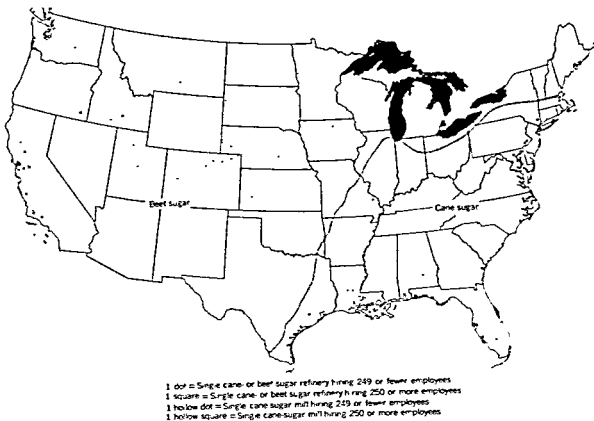 Beet sugar
Cane sugar
1 dot = Single cane- or beet sugar refinery hiring 249 or fewer employees
1 square = Single cane- or beet sugar refinery hiring 250 or more employees
1 hollow dot = Single cane sugar mill hiring 249 or fewer employees
1 hollow square = Single cane-sugar mill hiring 250 or more employees